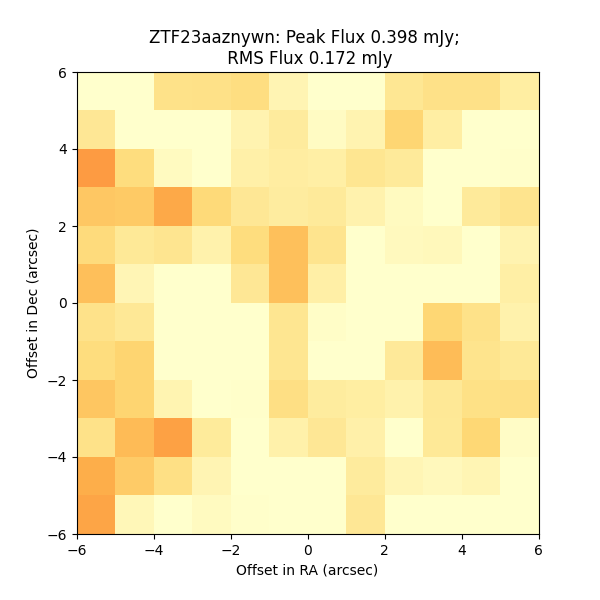 ZTF23aaznywn: Peak Flux 0.398 mJy;
RMS Flux 0.172 mJy
6
4
2
0
−2
−4
−6
Offset in Dec (arcsec)
−6 −4 −2 0 2 4 6
Offset in RA (arcsec)